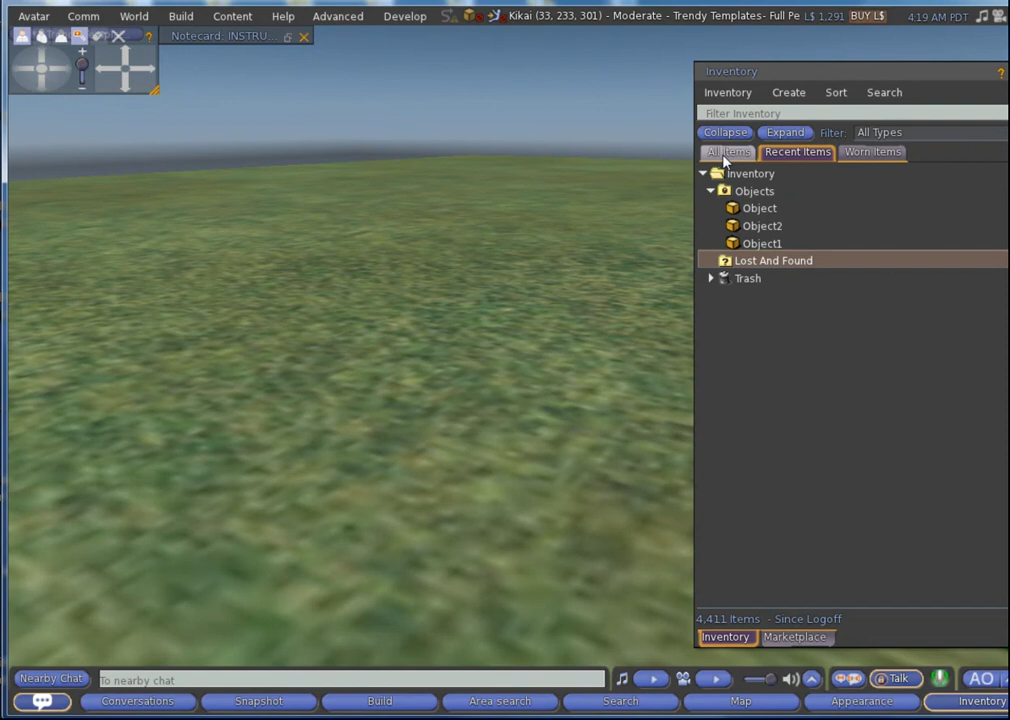 Avatar Comm World Build Content Help Advanced Develop Kikai (33, 233, 301) - Moderate - Trendy Templates- Full Pe L$ 1,291 BUY L$ 4:19 AM PDT
? Notecard: INSTRU...
Inventory ?
Inventory Create Sort Search
Filter Inventory
Collapse Expand Filter: All Types
All Items Recent Items Worn Items
Inventory
Objects
Object
Object2
Object1
Lost And Found
Trash
4,411 Items - Since Logoff
Inventory Marketplace
Nearby Chat To nearby chat Talk AO
Conversations Snapshot Build Area search Search Map Appearance Inventory